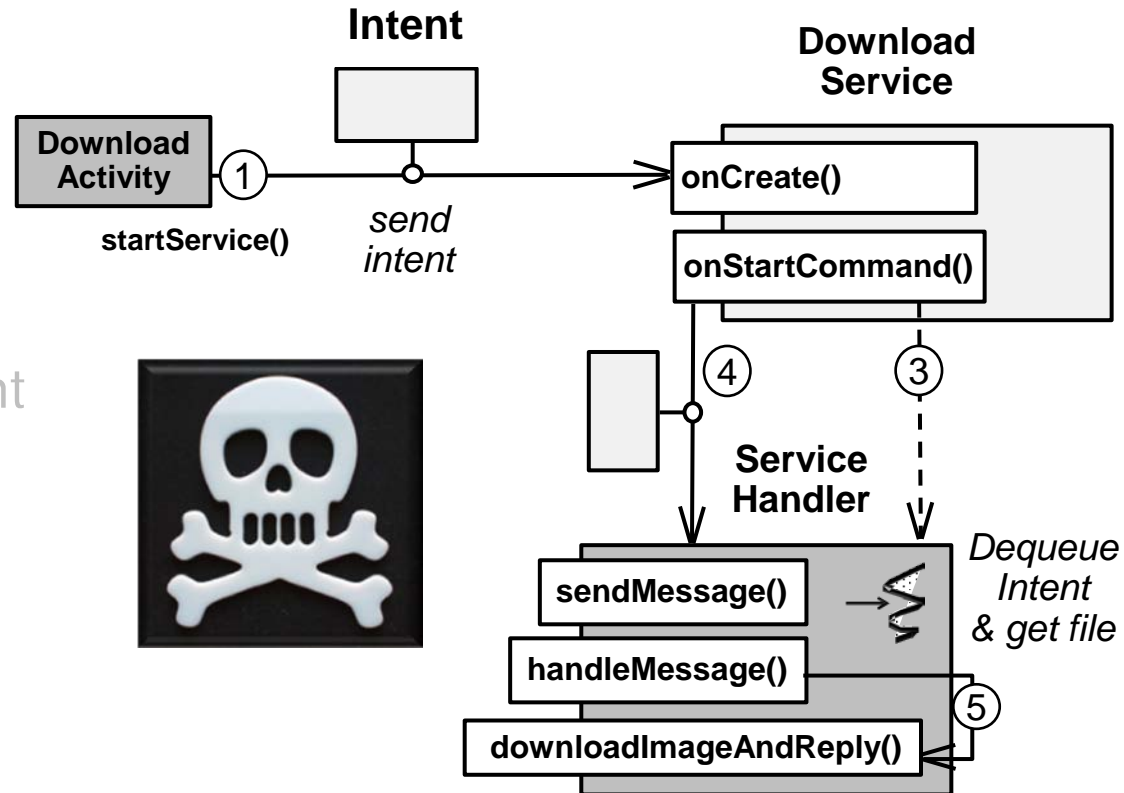 Intent
Download
Service
Download
Activity
1
onCreate()
startService()
send
intent
onStartCommand()
nt
4
3
Service
Handler
Dequeue
Intent
& get file
sendMessage()
handleMessage()
5
downloadImageAndReply()